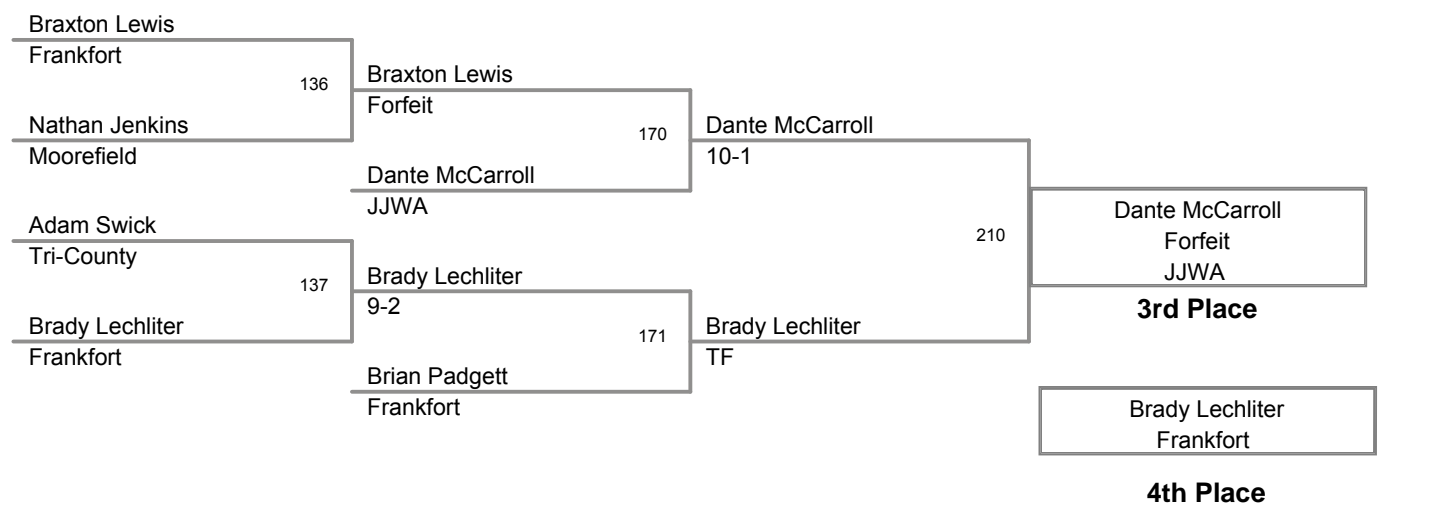 Braxton Lewis
Frankfort
136
Braxton Lewis
Forfeit
Nathan Jenkins
Moorefield
170
Dante McCarroll
10-1
Dante McCarroll
JJWA
Adam Swick
Tri-County
137
Brady Lechliter
9-2
Brady Lechliter
Frankfort
171
Brady Lechliter
TF
Brian Padgett
Frankfort
210
Dante McCarroll
Forfeit
JJWA
3rd Place
Brady Lechliter
Frankfort
4th Place